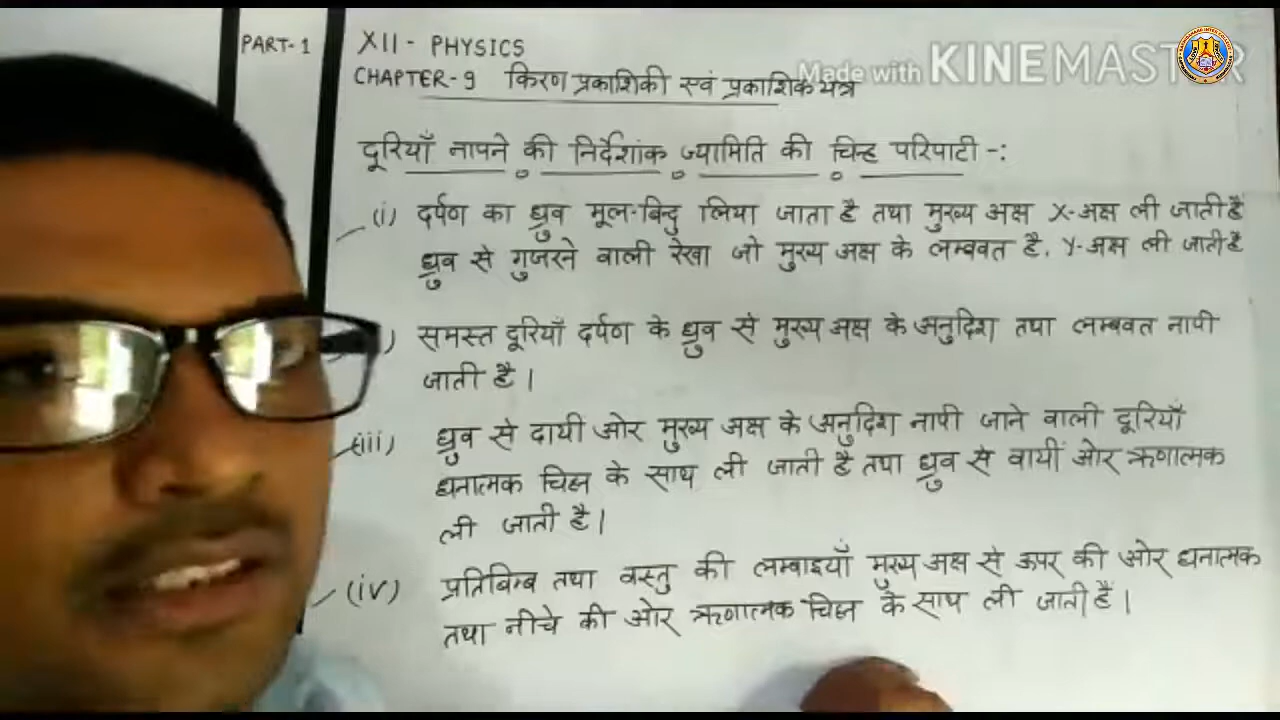 PART-1
XII - PHYSICS
CHAPTER-9 किरण प्रकाशिकी एवं प्रकाशिक यंत्र
Made with KINEMASTER
दूरियाँ नापने की निर्देशांक ज्यामिति की चिन्ह परिपाटी -:
(i) दर्पण का ध्रुव मूल-बिन्दु लिया जाता है तथा मुख्य अक्ष X-अक्ष ली जाती है
ध्रुव से गुजरने वाली रेखा जो मुख्य अक्ष के लम्बवत है, Y-अक्ष ली जाती है
) समस्त दूरियाँ दर्पण के ध्रुव से मुख्य अक्ष के अनुदिश तथा लम्बवत नापी
जाती है।
(iii) ध्रुव से दायी ओर मुख्य अक्ष के अनुदिश नापी जाने वाली दूरियाँ
धनात्मक चिह्न के साथ ली जाती है तथा ध्रुव से वायीं ओर ऋणात्मक
ली जाती है।
(iv) प्रतिबिम्ब तथा वस्तु की लम्बाइयाँ मुख्य अक्ष से ऊपर की ओर धनात्मक
तथा नीचे की ओर ऋणात्मक चिह्न के साथ ली जाती है।